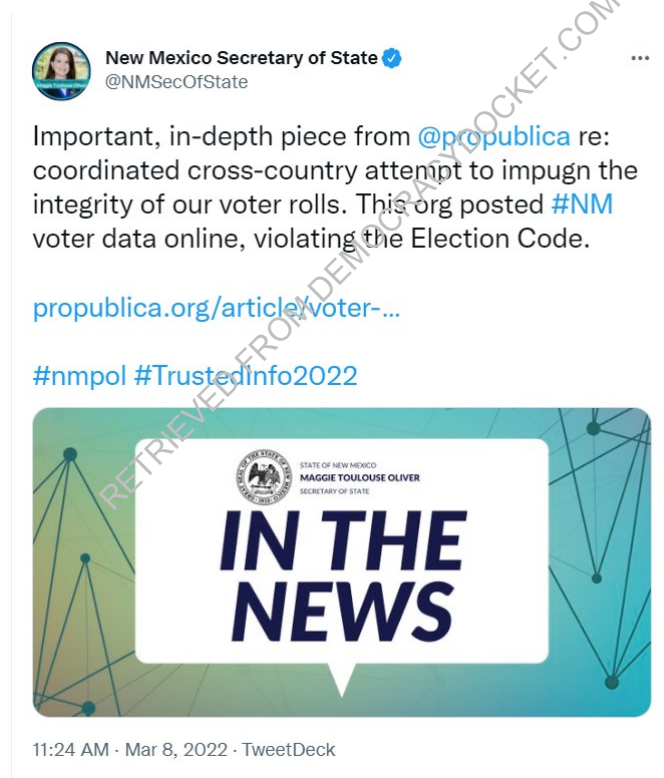 New Mexico Secretary of State
@NMSecOfState
Important, in-depth piece from @propublica re:
coordinated cross-country attempt to impugn the
integrity of our voter rolls. This org posted #NM
voter data online, violating the Election Code.
propublica.org/article/voter-...
#nmpol #TrustedInfo2022
STATE OF NEW MEXICO
MAGGIE TOULOUSE OLIVER
SECRETARY OF STATE
IN THE
NEWS
11:24 AM · Mar 8, 2022 · TweetDeck
RETRIEVED FROM DEMOCRACYDOCKET.COM